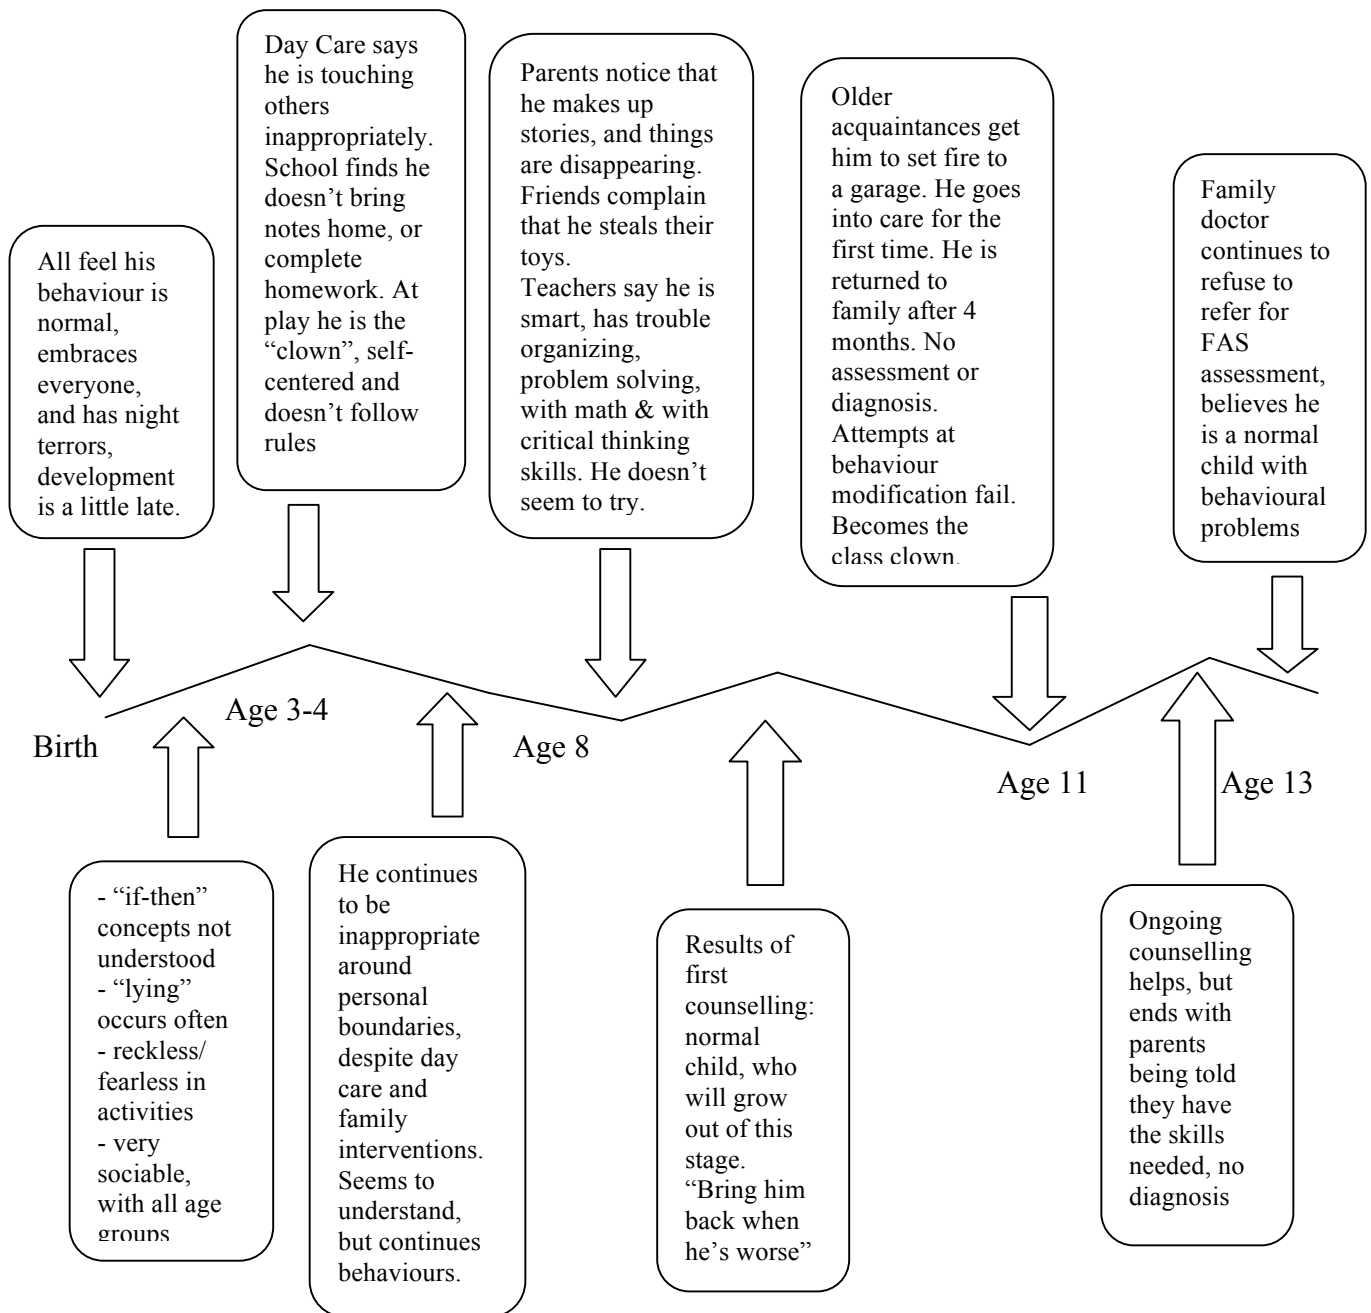 All feel his
behaviour is
normal,
embraces
everyone,
and has night
terrors,
development
is a little late.
Day Care says
he is touching
others
inappropriately.
School finds he
doesn’t bring
notes home, or
complete
homework. At
play he is the
“clown”, self-
centered and
doesn’t follow
rules
Parents notice that
he makes up
stories, and things
are disappearing.
Friends complain
that he steals their
toys.
Teachers say he is
smart, has trouble
organizing,
problem solving,
with math & with
critical thinking
skills. He doesn’t
seem to try.
Older
acquaintances get
him to set fire to
a garage. He goes
into care for the
first time. He is
returned to
family after 4
months. No
assessment or
diagnosis.
Attempts at
behaviour
modification fail.
Becomes the
class clown.
Family
doctor
continues to
refuse to
refer for
FAS
assessment,
believes he
is a normal
child with
behavioural
problems
Birth
Age 3-4
Age 8
Age 11
Age 13
- “if-then”
concepts not
understood
- “lying”
occurs often
- reckless/
fearless in
activities
- very
sociable,
with all age
groups
He continues
to be
inappropriate
around
personal
boundaries,
despite day
care and
family
interventions.
Seems to
understand,
but continues
behaviours.
Results of
first
counselling:
normal
child, who
will grow
out of this
stage.
“Bring him
back when
he’s worse”
Ongoing
counselling
helps, but
ends with
parents
being told
they have
the skills
needed, no
diagnosis